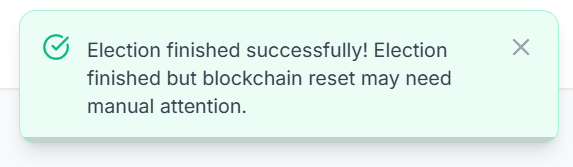 Election finished successfully! Election
finished but blockchain reset may need
manual attention.